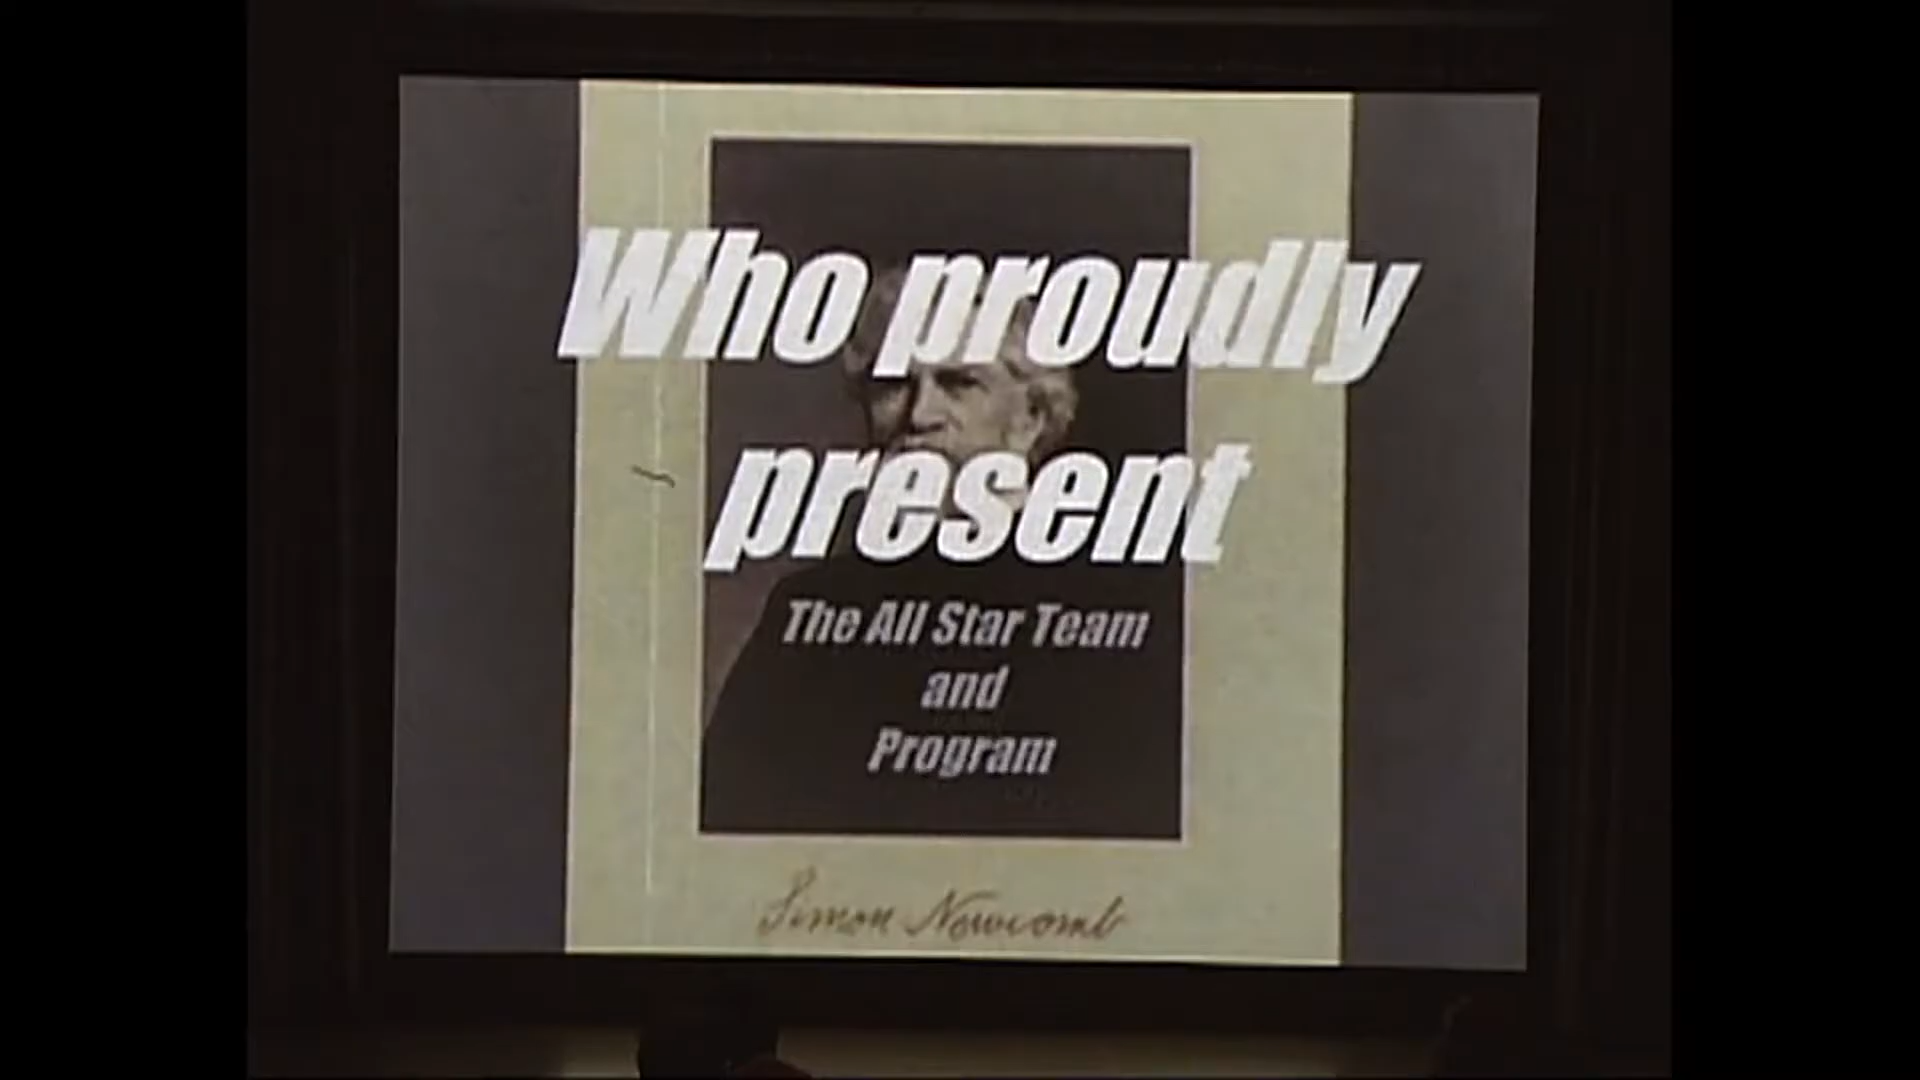 Who proudly
present
The All Star Team
and
Program
Simon Newcomb